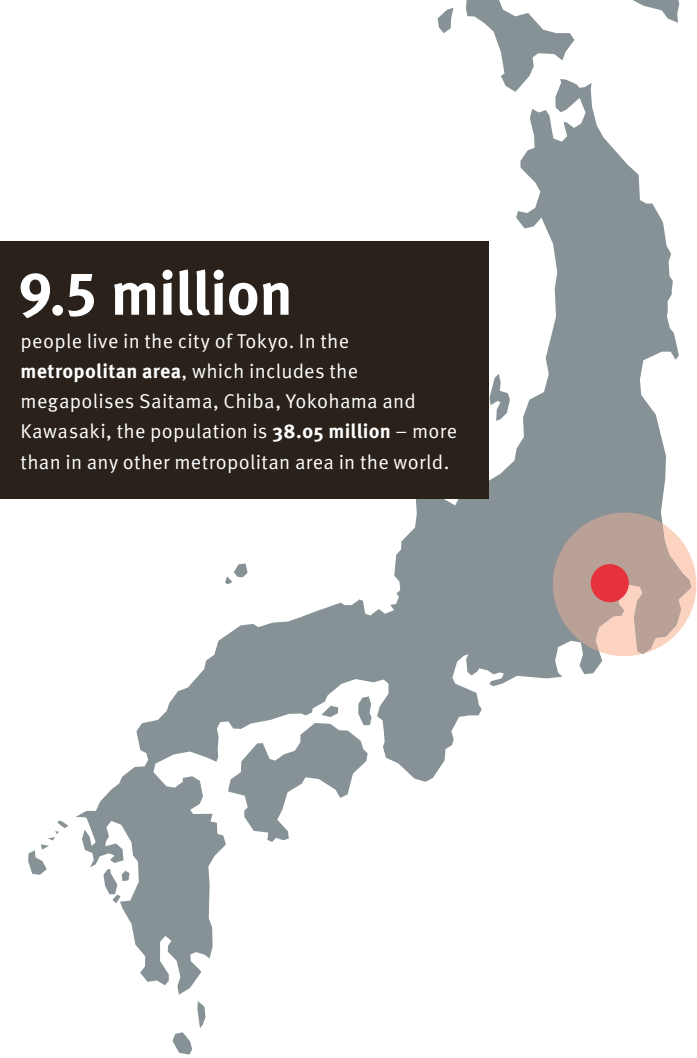 9.5 million
people live in the city of Tokyo. In the
metropolitan area, which includes the
megapolises Saitama, Chiba, Yokohama and
Kawasaki, the population is 38.05 million – more
than in any other metropolitan area in the world.